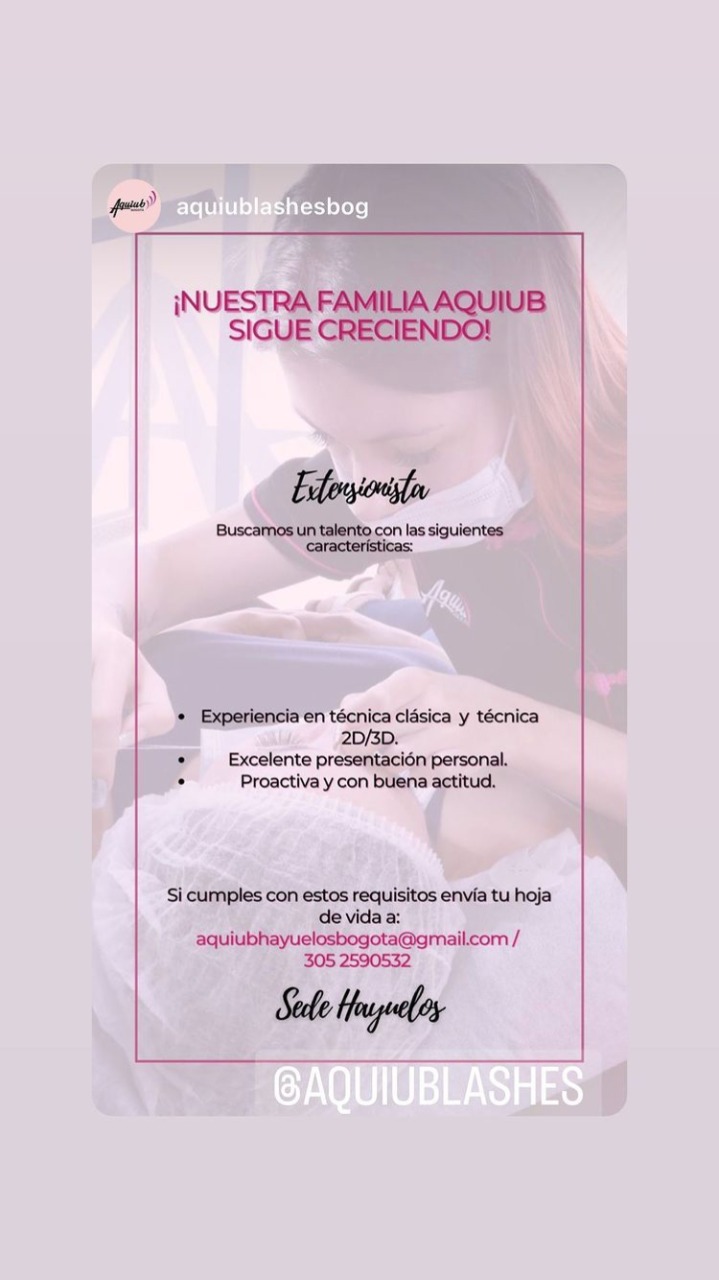 Aquiub
aquiublashesbog
¡NUESTRA FAMILIA AQUIUB
SIGUE CRECIENDO!
Extensionista
Buscamos un talento con las siguientes
características:
Aquiub
• Experiencia en técnica clásica y técnica
2D/3D.
• Excelente presentación personal.
• Proactiva y con buena actitud.
Si cumples con estos requisitos envía tu hoja
de vida a:
aquiubhayuelosbogota@gmail.com /
305 2590532
Sede Hayuelos
@AQUIUBLASHES